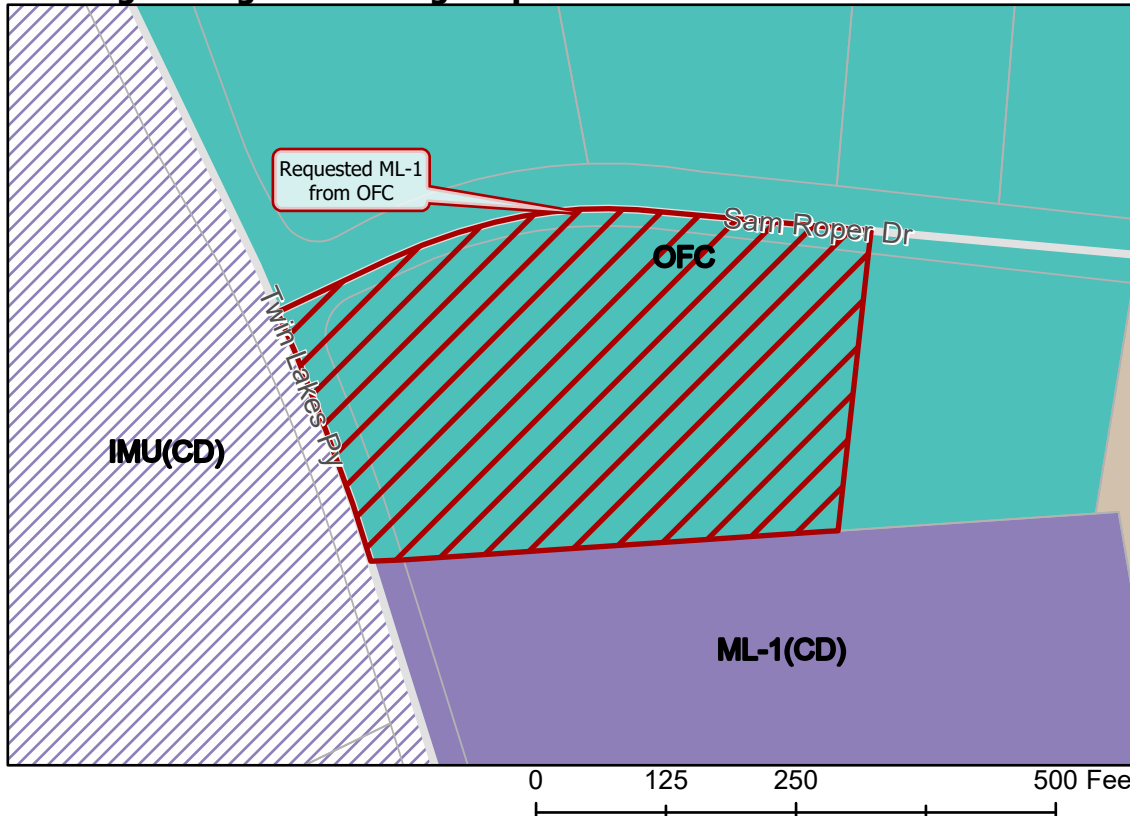 Requested ML-1
from OFC
Sam Roper Dr
OFC
Twin Lakes Py
IMU(CD)
ML-1(CD)
0 125 250 500 Fee